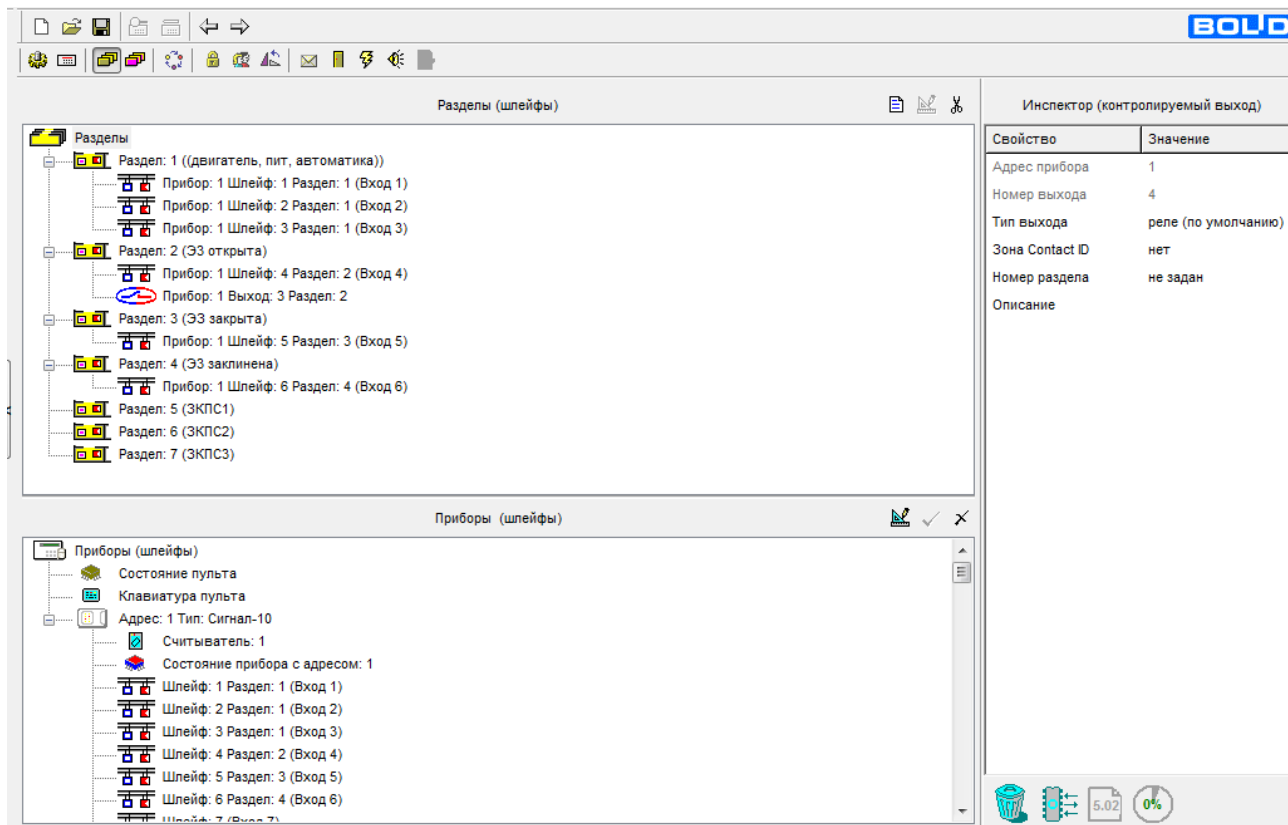 BOLID
Разделы (шлейфы)
Разделы
Раздел: 1 ((двигатель, пит, автоматика))
Прибор: 1 Шлейф: 1 Раздел: 1 (Вход 1)
Прибор: 1 Шлейф: 2 Раздел: 1 (Вход 2)
Прибор: 1 Шлейф: 3 Раздел: 1 (Вход 3)
Раздел: 2 (ЭЗ открыта)
Прибор: 1 Шлейф: 4 Раздел: 2 (Вход 4)
Прибор: 1 Выход: 3 Раздел: 2
Раздел: 3 (ЭЗ закрыта)
Прибор: 1 Шлейф: 5 Раздел: 3 (Вход 5)
Раздел: 4 (ЭЗ заклинена)
Прибор: 1 Шлейф: 6 Раздел: 4 (Вход 6)
Раздел: 5 (ЗКПС1)
Раздел: 6 (ЗКПС2)
Раздел: 7 (ЗКПС3)
Приборы (шлейфы)
Приборы (шлейфы)
Состояние пульта
Клавиатура пульта
Адрес: 1 Тип: Сигнал-10
Считыватель: 1
Состояние прибора с адресом: 1
Шлейф: 1 Раздел: 1 (Вход 1)
Шлейф: 2 Раздел: 1 (Вход 2)
Шлейф: 3 Раздел: 1 (Вход 3)
Шлейф: 4 Раздел: 2 (Вход 4)
Шлейф: 5 Раздел: 3 (Вход 5)
Шлейф: 6 Раздел: 4 (Вход 6)
Шлейф: 7 (Вход 7)
Инспектор (контролируемый выход)
Свойство Значение
Адрес прибора 1
Номер выхода 4
Тип выхода реле (по умолчанию)
Зона Contact ID нет
Номер раздела не задан
Описание
5.02 0%